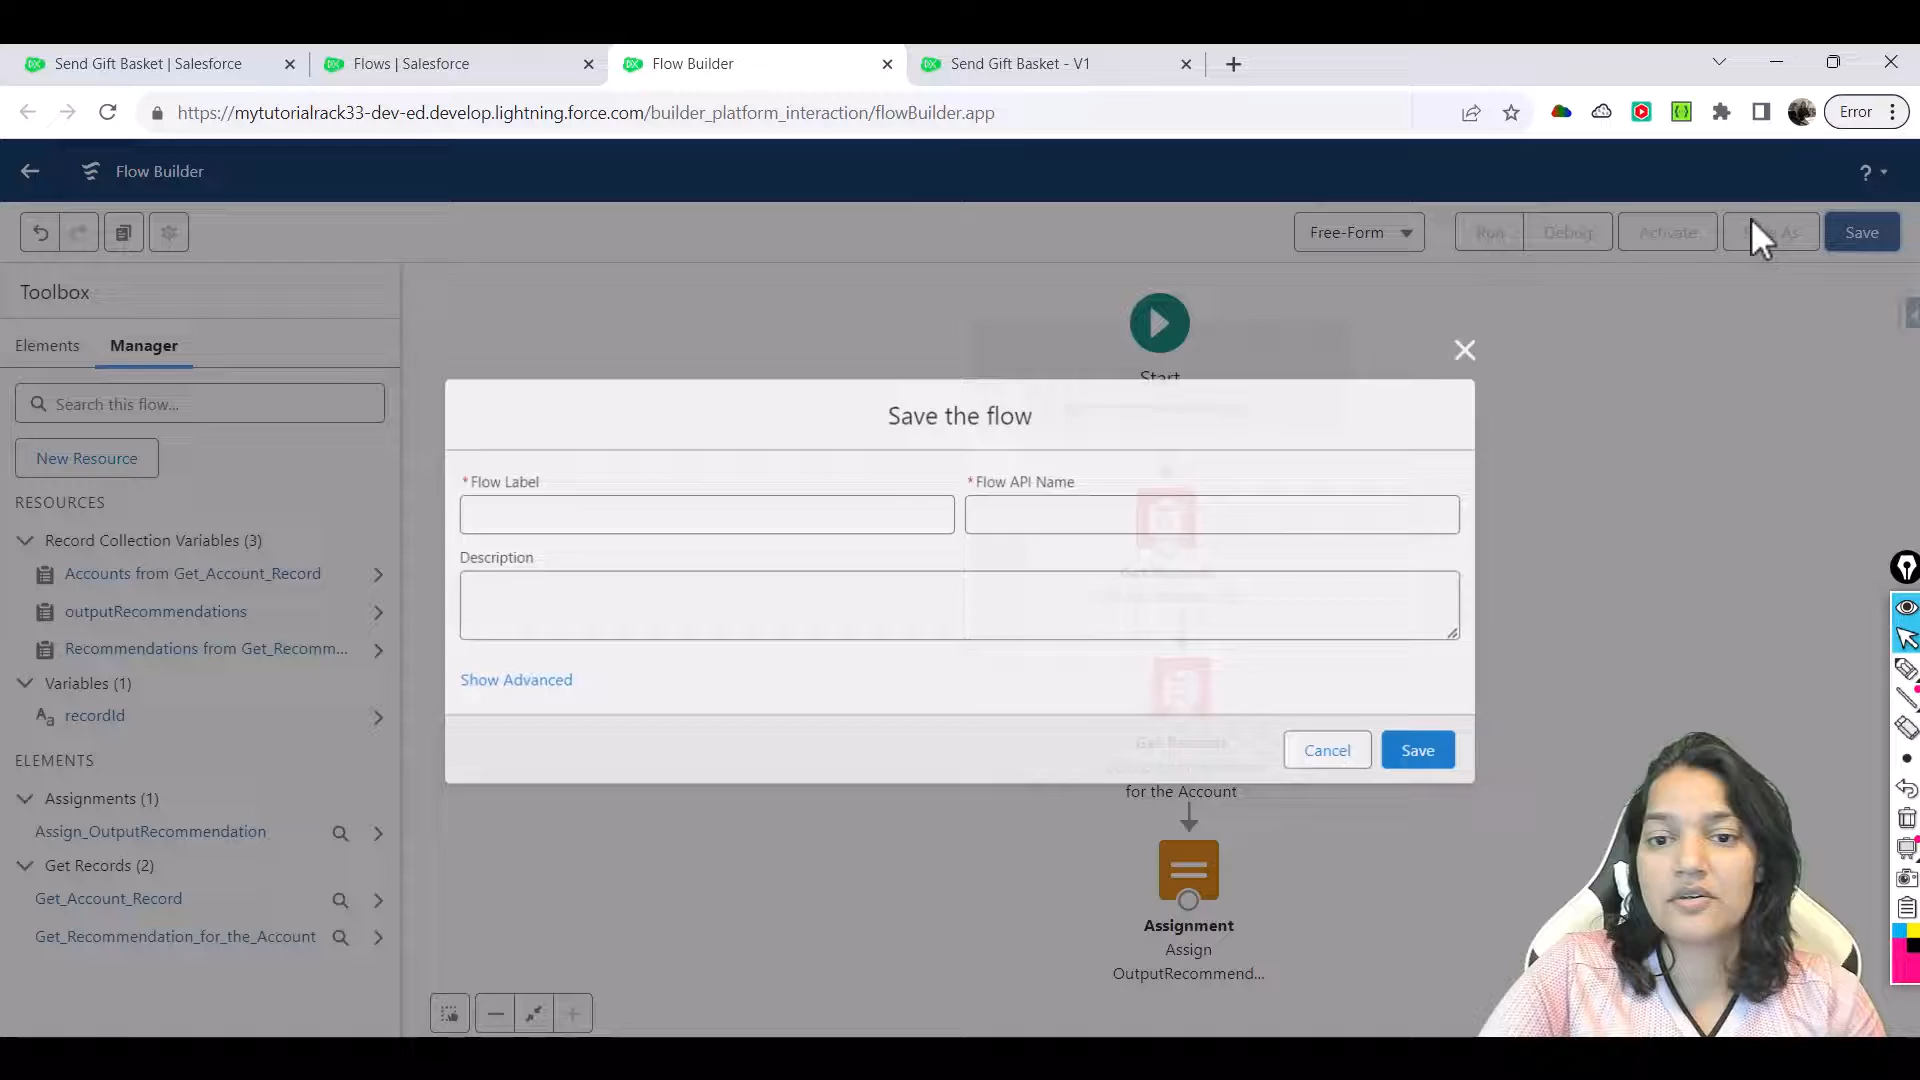 Send Gift Basket | Salesforce
Flows | Salesforce
Flow Builder
Send Gift Basket - V1
https://mytutorialrack33-dev-ed.develop.lightning.force.com/builder_platform_interaction/flowBuilder.app
Error
Flow Builder
?
Free-Form
Run
Debug
Activate
Save
Toolbox
Elements
Manager
Search this flow...
New Resource
RESOURCES
Record Collection Variables (3)
Accounts from Get_Account_Record
outputRecommendations
Recommendations from Get_Recomm...
Variables (1)
Aa recordId
ELEMENTS
Assignments (1)
Assign_OutputRecommendation
Get Records (2)
Get_Account_Record
Get_Recommendation_for_the_Account
Start
Save the flow
*Flow Label
*Flow API Name
Description
Show Advanced
Cancel
Save
for the Account
Assignment
Assign
OutputRecommend...